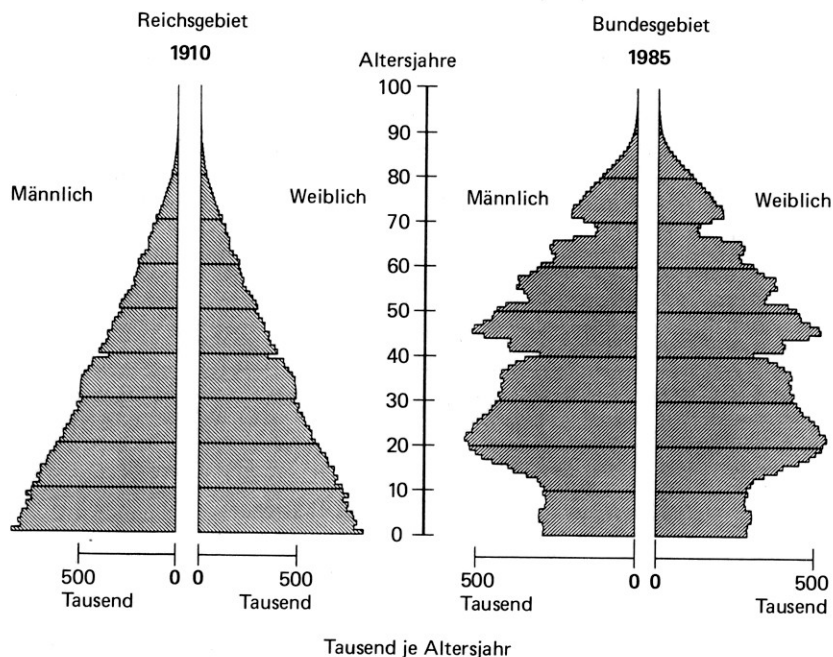 Reichsgebiet
1910
Bundesgebiet
1985
Altersjahre
100
90
80
70
60
50
40
30
20
10
0
Männlich
Weiblich
Männlich
Weiblich
500 0 0 500
Tausend Tausend
500 0 0 500
Tausend Tausend
Tausend je Altersjahr